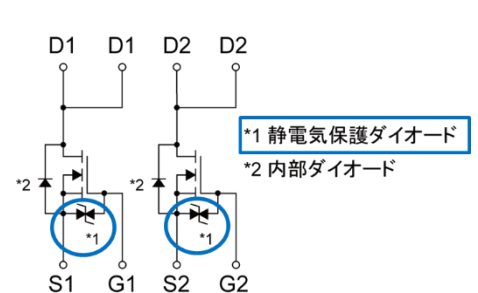 D1 D1 D2 D2
*1 静電気保護ダイオード
*2 内部ダイオード
*2 *2
*1 *1
S1 G1 S2 G2